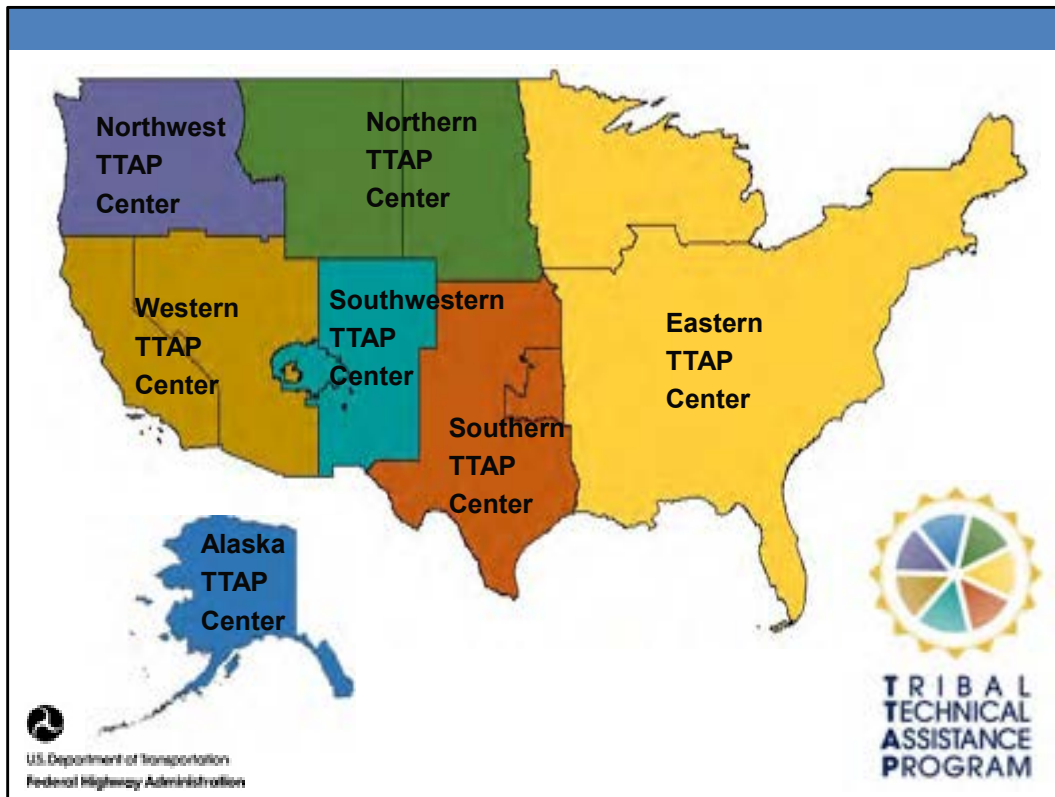 Northwest
TTAP
Center
Northern
TTAP
Center
Western
TTAP
Center
Southwestern
TTAP
Center
Eastern
TTAP
Center
Southern
TTAP
Center
Alaska
TTAP
Center
TRIBAL
TECHNICAL
ASSISTANCE
PROGRAM
U.S. Department of Transportation
Federal Highway Administration